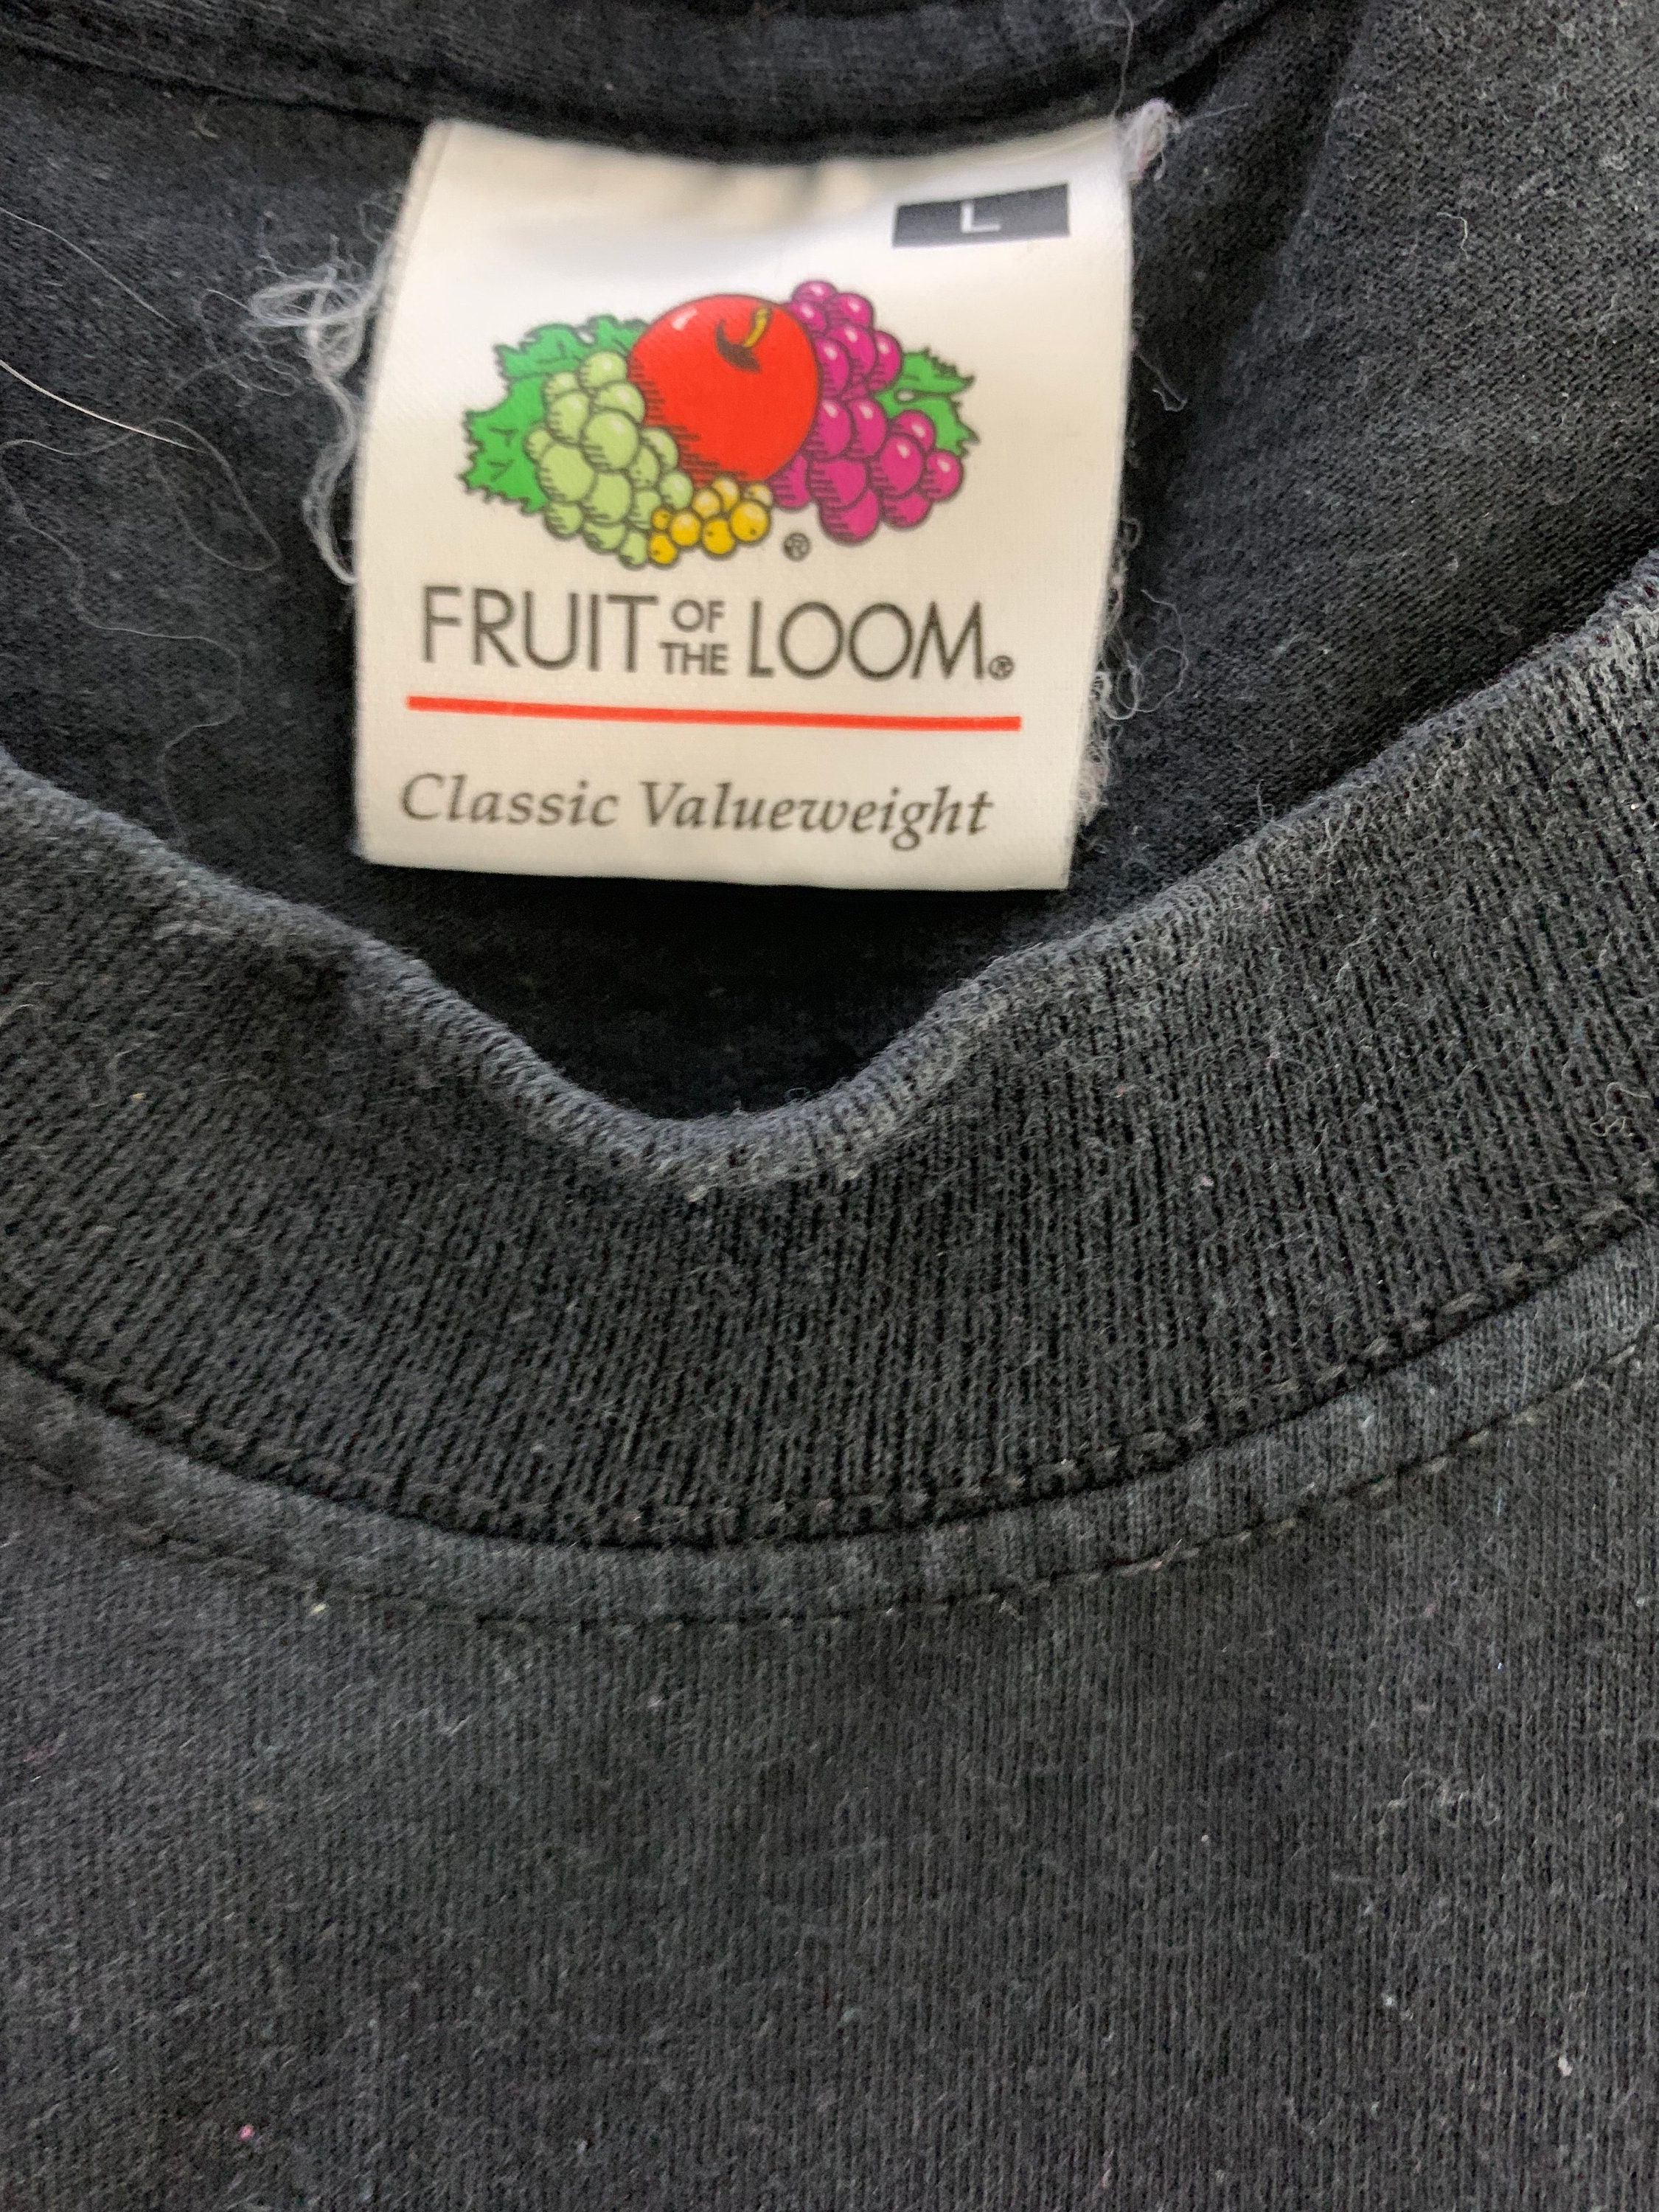 L
®
FRUIT OF THE LOOM®
Classic Valueweight